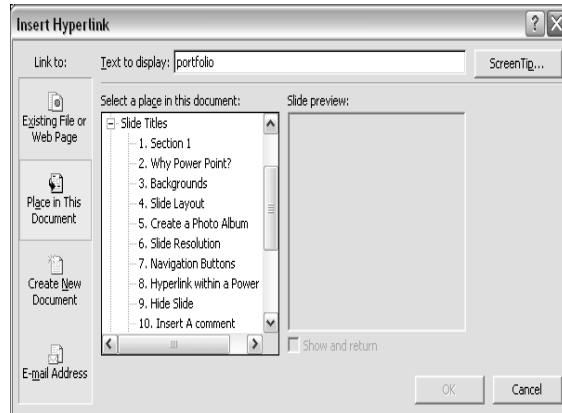 Insert Hyperlink
Link to:
Text to display: portfolio
ScreenTip...
Existing File or
Web Page
Place in This
Document
Create New
Document
E-mail Address
Select a place in this document:
Slide Titles
1. Section 1
2. Why Power Point?
3. Backgrounds
4. Slide Layout
5. Create a Photo Album
6. Slide Resolution
7. Navigation Buttons
8. Hyperlink within a Power
9. Hide Slide
10. Insert A comment
Slide preview:
Show and return
OK
Cancel